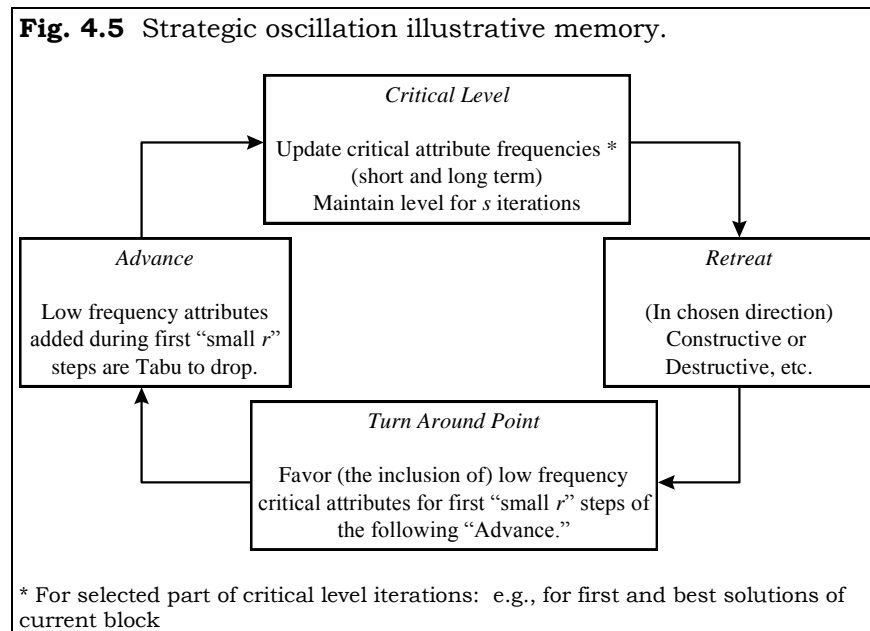 Fig. 4.5 Strategic oscillation illustrative memory.
Critical Level
Update critical attribute frequencies *
(short and long term)
Maintain level for s iterations
Advance
Low frequency attributes
added during first “small r”
steps are Tabu to drop.
Retreat
(In chosen direction)
Constructive or
Destructive, etc.
Turn Around Point
Favor (the inclusion of) low frequency
critical attributes for first “small r” steps of
the following “Advance.”
* For selected part of critical level iterations: e.g., for first and best solutions of
current block